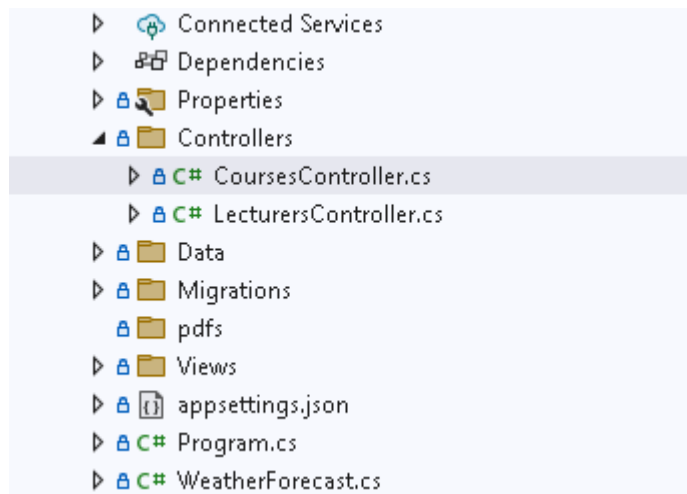 Connected Services
Dependencies
Properties
Controllers
C# CoursesController.cs
C# LecturersController.cs
Data
Migrations
pdfs
Views
appsettings.json
C# Program.cs
C# WeatherForecast.cs